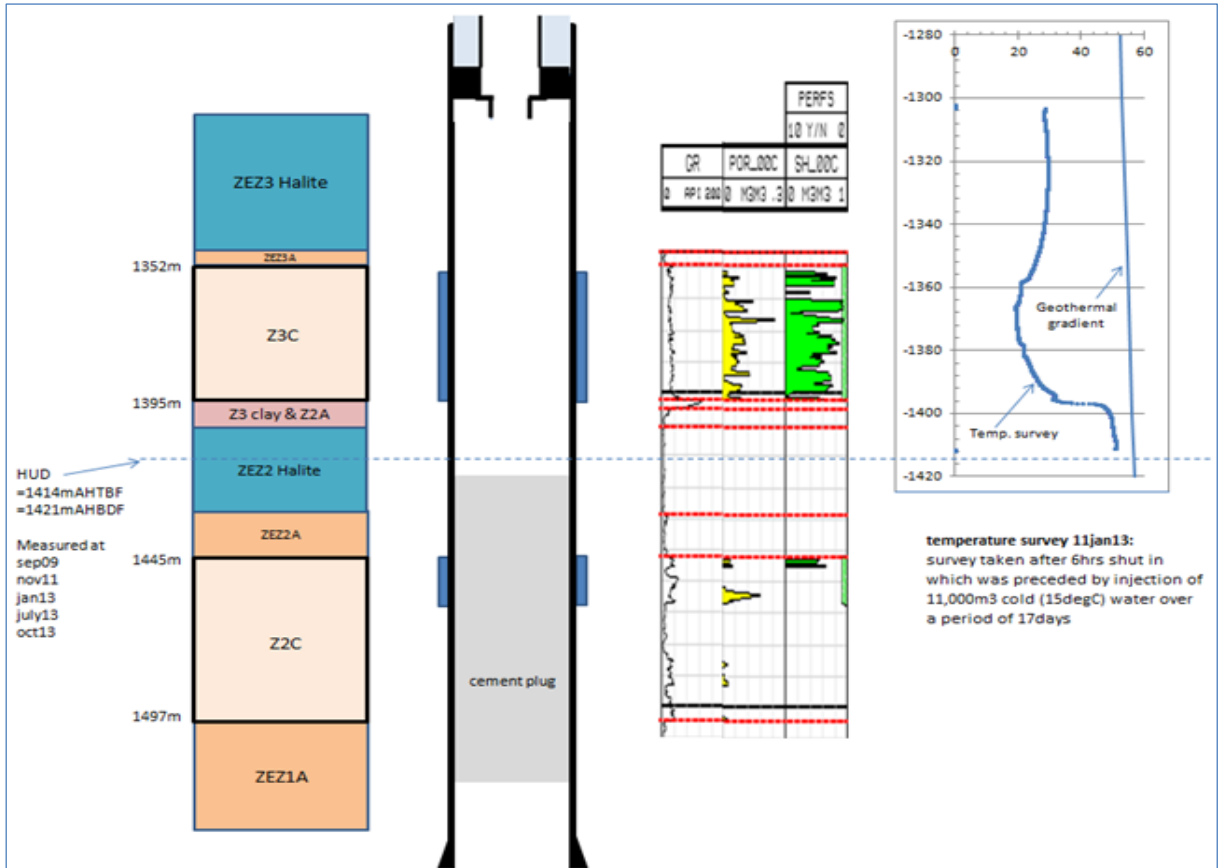 ZEZ3 Halite
ZEZ3A
1352m
Z3C
1395m
Z3 clay & Z2A
ZEZ2 Halite
HUD
=1414mAHTBF
=1421mAHBDF
Measured at
sep09
nov11
jan13
july13
oct13
ZEZ2A
1445m
Z2C
1497m
ZEZ1A
cement plug
PERFS
10 Y/N 0
GR
POR_00C
SH_00C
0 API 200
0 M3M3 .3
0 M3M3 1
-1280
0
20
40
60
-1300
-1320
-1340
-1360
Geothermal
gradient
-1380
-1400
Temp. survey
-1420
temperature survey 11jan13:
survey taken after 6hrs shut in
which was preceded by injection of
11,000m3 cold (15degC) water over
a period of 17days